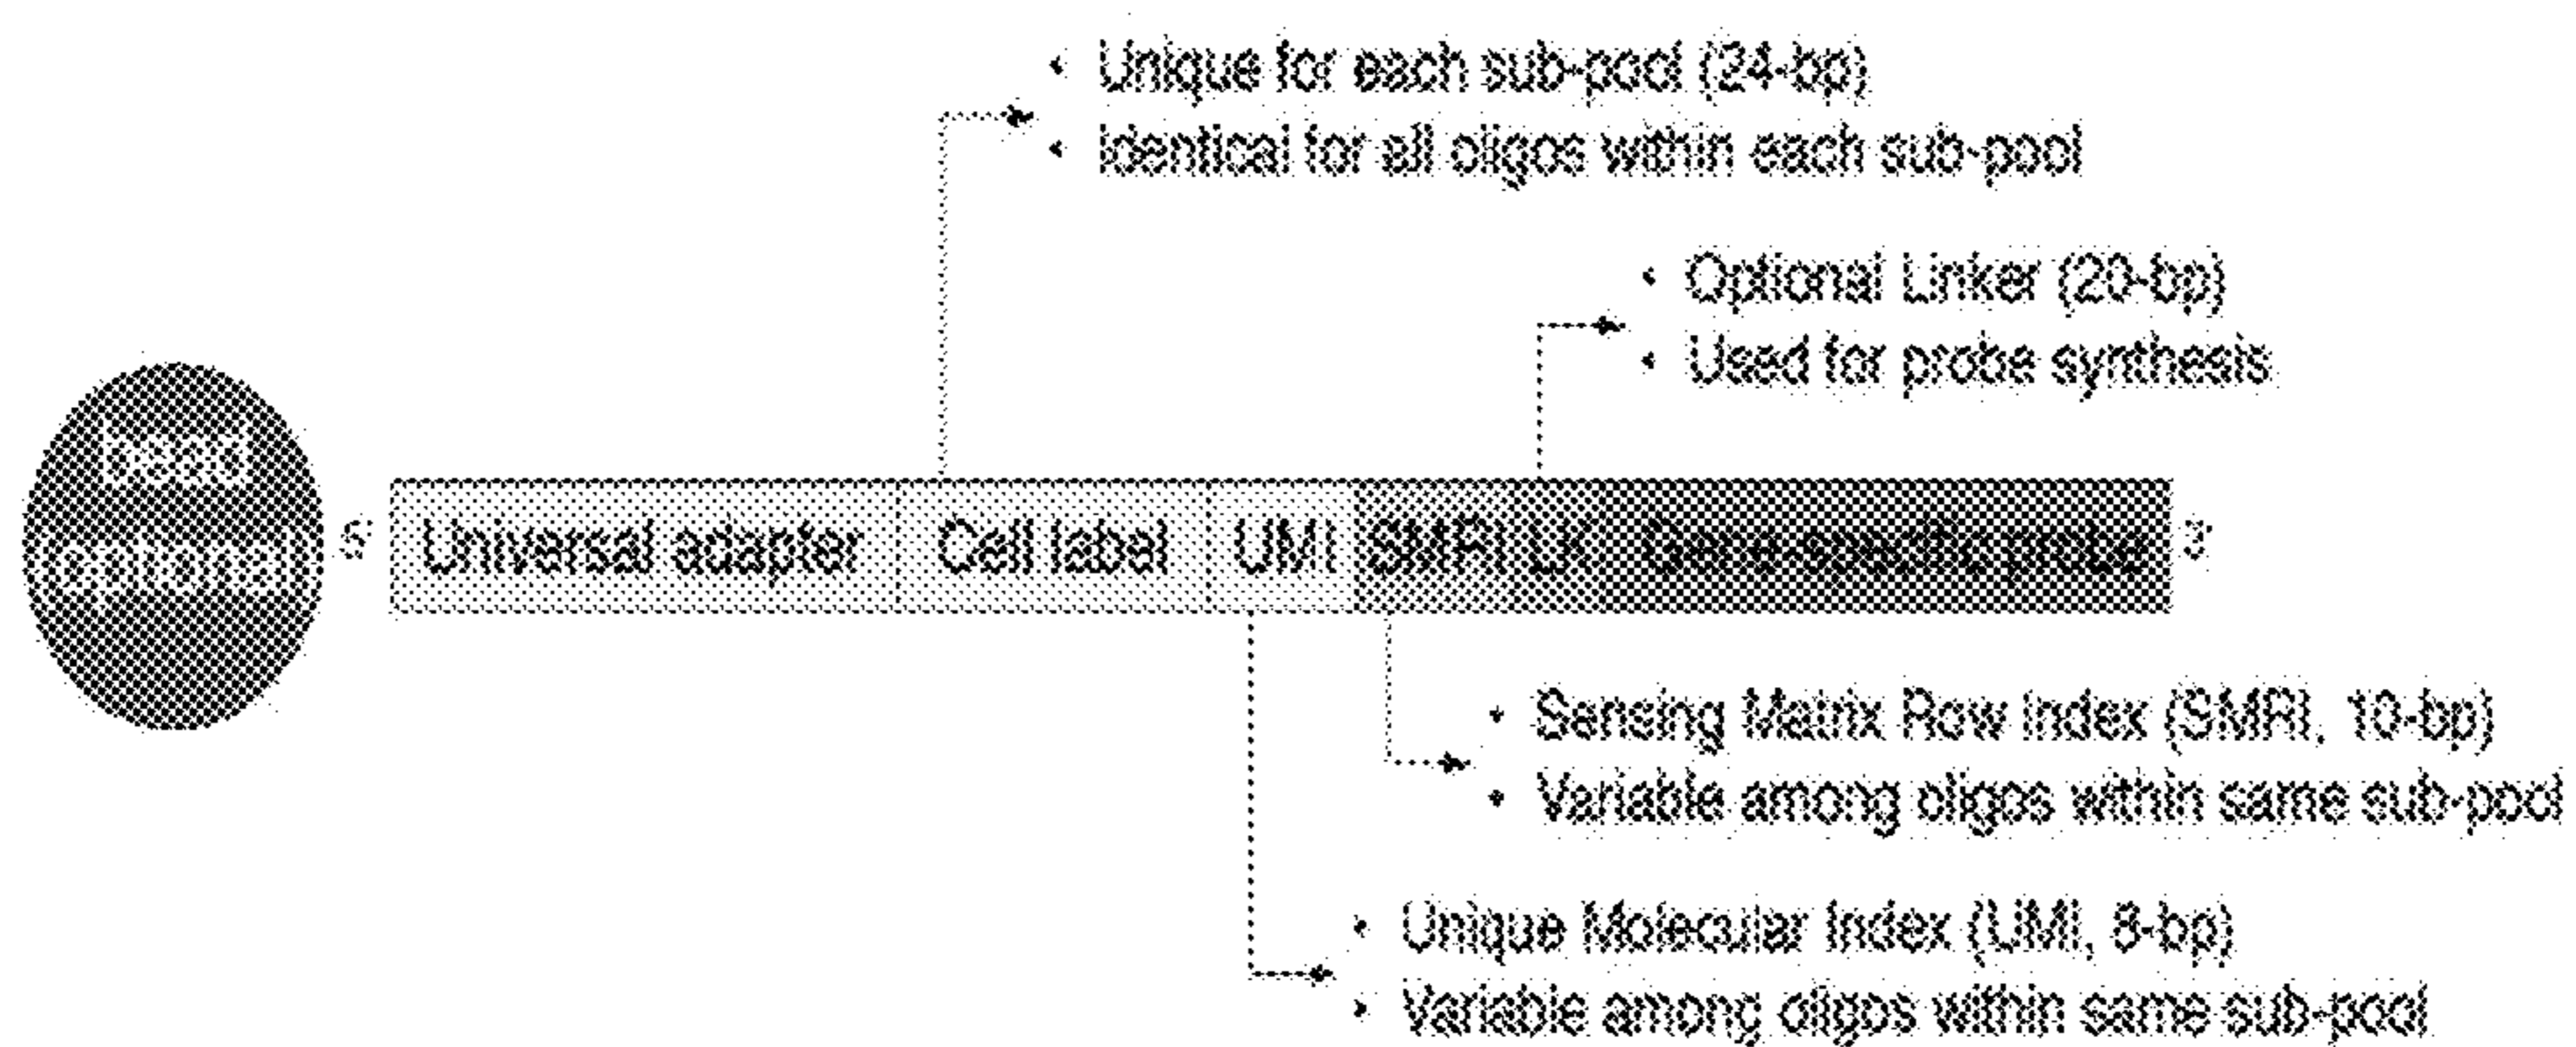 • Unique for each sub-pool (24-bp)
• Identical for all oligos within each sub-pool
• Optional Linker (20-bp)
• Used for probe synthesis
bead
(optional)
5' Universal adapter Cell label UMI SMRI LK Gene-specific probe 3'
• Sensing Matrix Row Index (SMRI, 10-bp)
• Variable among oligos within same sub-pool
• Unique Molecular Index (UMI, 8-bp)
• Variable among oligos within same sub-pool